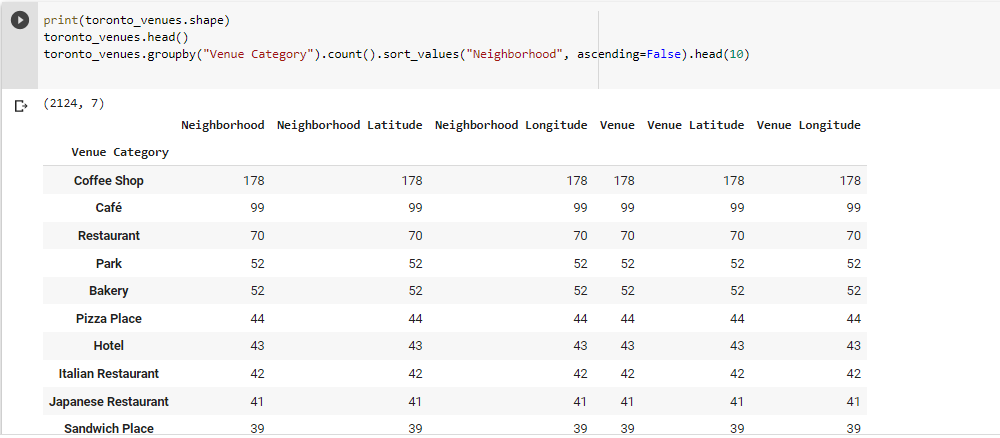 print(toronto_venues.shape)
toronto_venues.head()
toronto_venues.groupby("Venue Category").count().sort_values("Neighborhood", ascending=False).head(10)
(2124, 7)
Neighborhood Neighborhood Latitude Neighborhood Longitude Venue Venue Latitude Venue Longitude
Venue Category
Coffee Shop 178 178 178 178 178 178
Café 99 99 99 99 99 99
Restaurant 70 70 70 70 70 70
Park 52 52 52 52 52 52
Bakery 52 52 52 52 52 52
Pizza Place 44 44 44 44 44 44
Hotel 43 43 43 43 43 43
Italian Restaurant 42 42 42 42 42 42
Japanese Restaurant 41 41 41 41 41 41
Sandwich Place 39 39 39 39 39 39